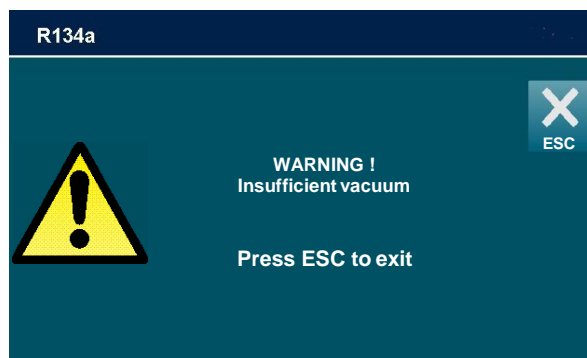 R134a
ESC
WARNING !
Insufficient vacuum
Press ESC to exit